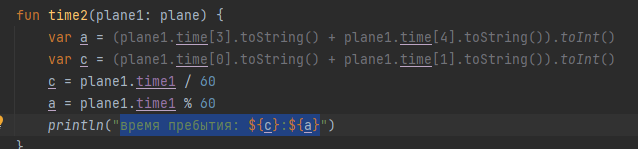 fun time2(plane1: plane) {
var a = (plane1.time[3].toString() + plane1.time[4].toString()).toInt()
var c = (plane1.time[0].toString() + plane1.time[1].toString()).toInt()
c = plane1.time1 / 60
a = plane1.time1 % 60
println("время пребытия: ${c}:${a}")
}